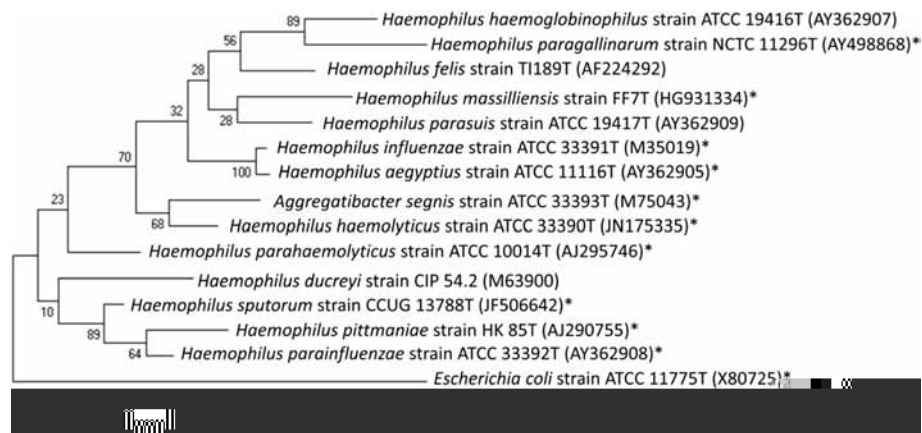 89 Haemophilus haemoglobinophilus strain ATCC 19416T (AY362907)
56 Haemophilus paragallinarum strain NCTC 11296T (AY498868)*
28 Haemophilus felis strain TI189T (AF224292)
Haemophilus massilliensis strain FF7T (HG931334)*
32 28 Haemophilus parasuis strain ATCC 19417T (AY362909)
Haemophilus influenzae strain ATCC 33391T (M35019)*
70 100 Haemophilus aegyptius strain ATCC 11116T (AY362905)*
23 Aggregatibacter segnis strain ATCC 33393T (M75043)*
68 Haemophilus haemolyticus strain ATCC 33390T (JN175335)*
Haemophilus parahaemolyticus strain ATCC 10014T (AJ295746)*
Haemophilus ducreyi strain CIP 54.2 (M63900)
10 Haemophilus sputorum strain CCUG 13788T (JF506642)*
89 Haemophilus pittmaniae strain HK 85T (AJ290755)*
64 Haemophilus parainfluenzae strain ATCC 33392T (AY362908)*
Escherichia coli strain ATCC 11775T (X80725)*